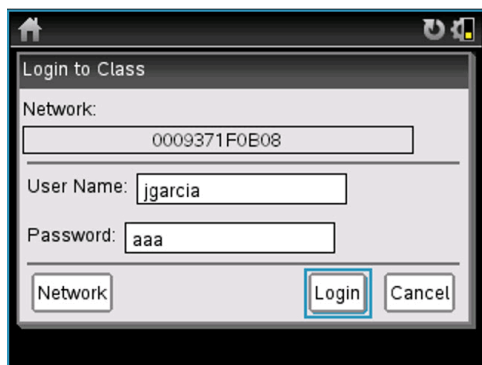 Login to Class
Network:
0009371F0B08
User Name: jgarcia
Password: aaa
Network Login Cancel